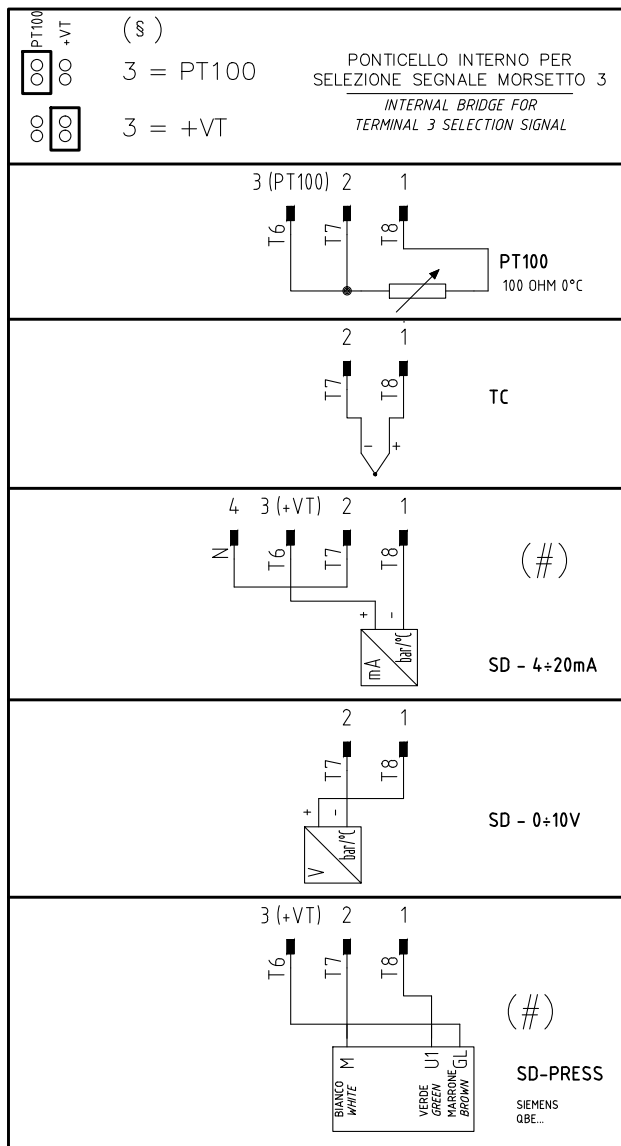 PT100 +VT
(§)
3 = PT100
3 = +VT
PONTICELLO INTERNO PER
SELEZIONE SEGNALE MORSETTO 3
INTERNAL BRIDGE FOR
TERMINAL 3 SELECTION SIGNAL
3 (PT100) 2 1
T6 T7 T8
PT100
100 OHM 0°C
2 1
T7 T8
TC
- +
4 3 (+VT) 2 1
N T6 T7 T8
(#)
+ -
mA bar/°C
SD - 4÷20mA
2 1
T7 T8
+ -
V bar/°C
SD - 0÷10V
3 (+VT) 2 1
T6 T7 T8
(#)
M U1 GL
BIANCO
WHITE
VERDE
GREEN
MARRONE
BROWN
SD-PRESS
SIEMENS
QBE...